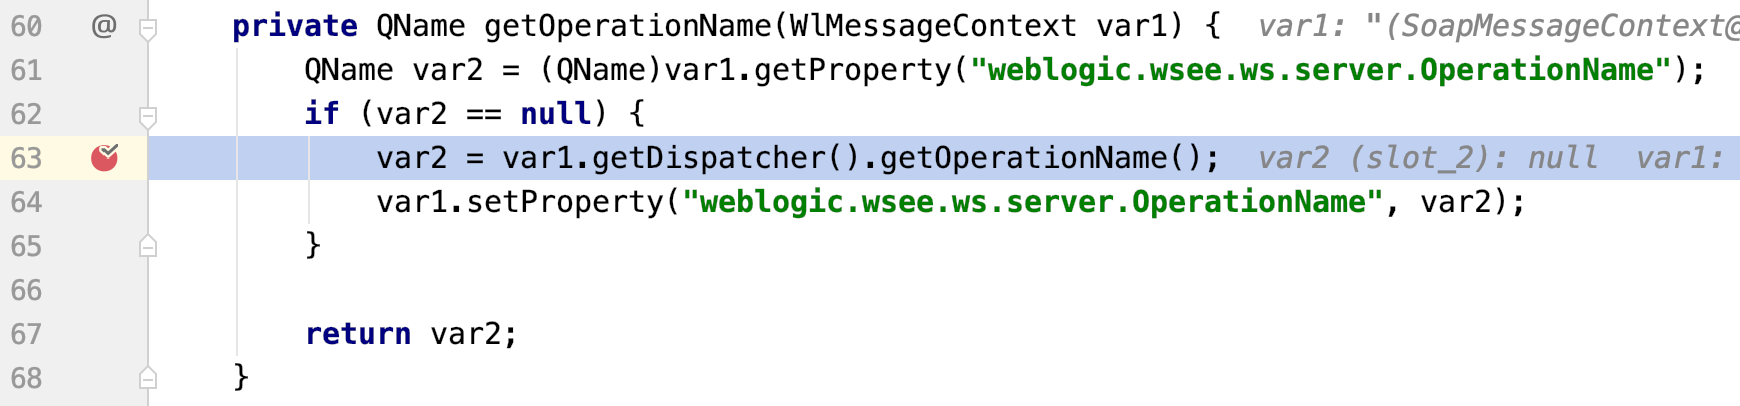 60 @ private QName getOperationName(WlMessageContext var1) { var1: "(SoapMessageContext@
61 QName var2 = (QName)var1.getProperty("weblogic.wsee.ws.server.OperationName");
62 if (var2 == null) {
63 var2 = var1.getDispatcher().getOperationName(); var2 (slot_2): null var1:
64 var1.setProperty("weblogic.wsee.ws.server.OperationName", var2);
65 }
66
67 return var2;
68 }